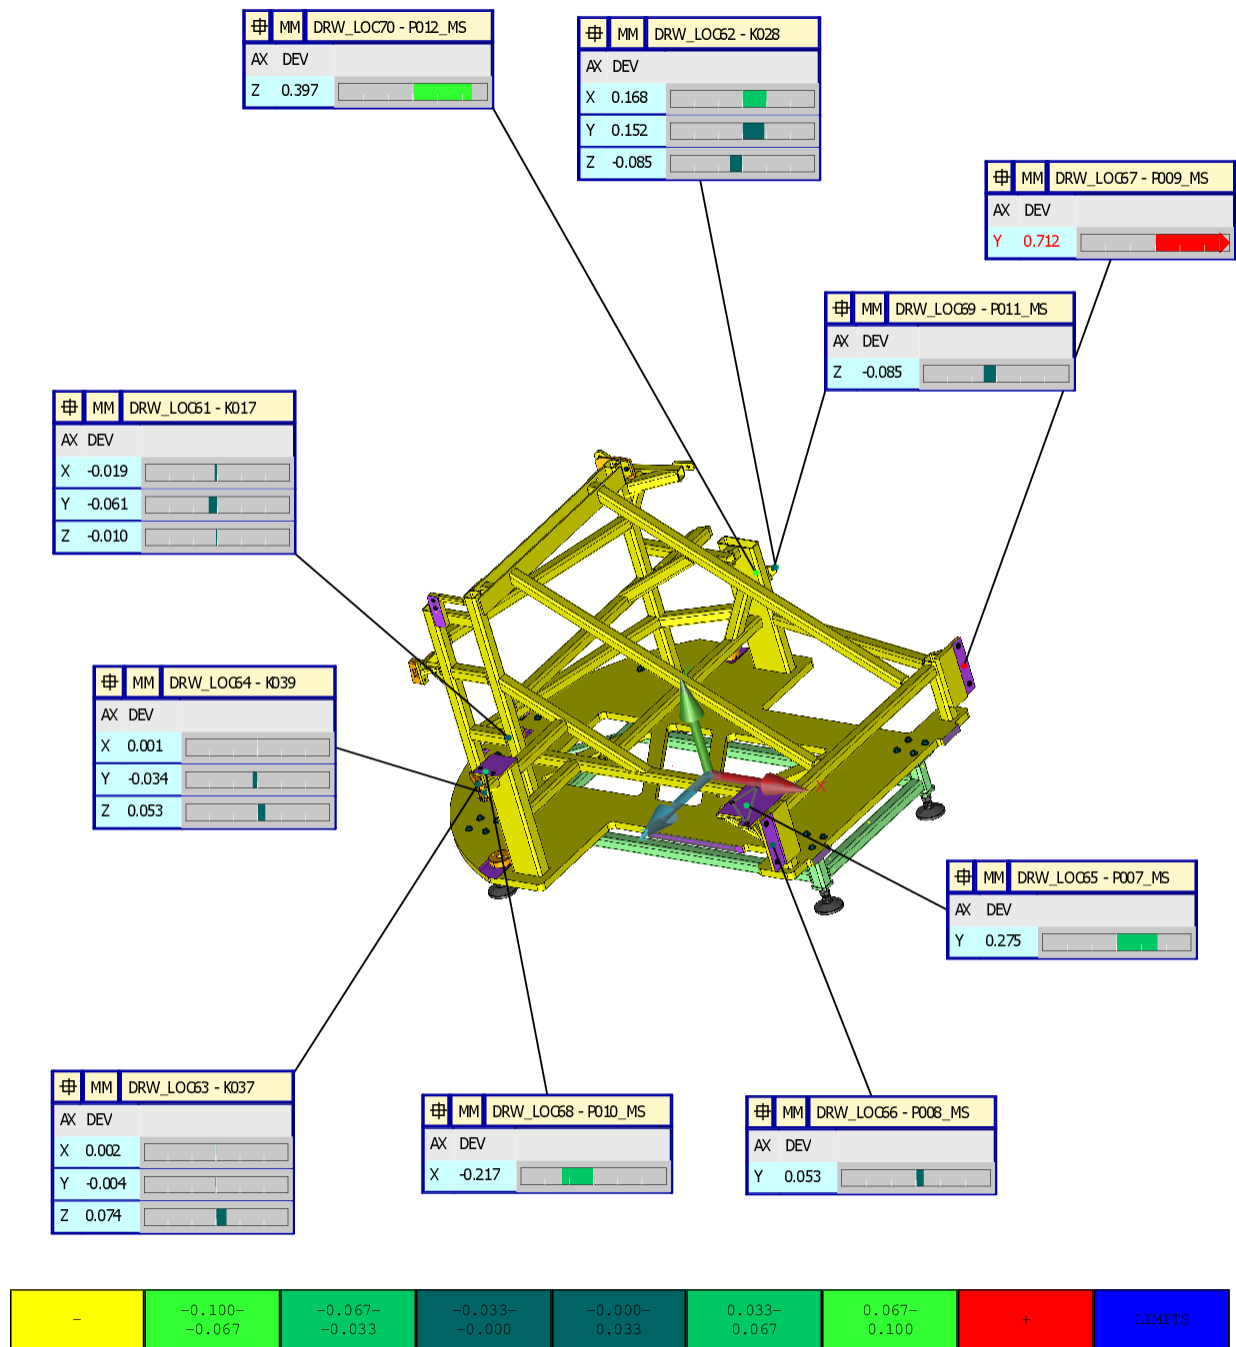 MM DRW_LOC70 - P012_MS
AX DEV
Z 0.397
MM DRW_LOC62 - K028
AX DEV
X 0.168
Y 0.152
Z -0.085
MM DRW_LOC67 - P009_MS
AX DEV
Y 0.712
MM DRW_LOC69 - P011_MS
AX DEV
Z -0.085
MM DRW_LOC61 - K017
AX DEV
X -0.019
Y -0.061
Z -0.010
MM DRW_LOC64 - K039
AX DEV
X 0.001
Y -0.034
Z 0.053
X
MM DRW_LOC65 - P007_MS
AX DEV
Y 0.275
MM DRW_LOC63 - K037
AX DEV
X 0.002
Y -0.004
Z 0.074
MM DRW_LOC68 - P010_MS
AX DEV
X -0.217
MM DRW_LOC66 - P008_MS
AX DEV
Y 0.053
-
-0.100-
-0.067
-0.067-
-0.033
-0.033-
-0.000
-0.000-
0.033
0.033-
0.067
0.067-
0.100
+
LIMITS